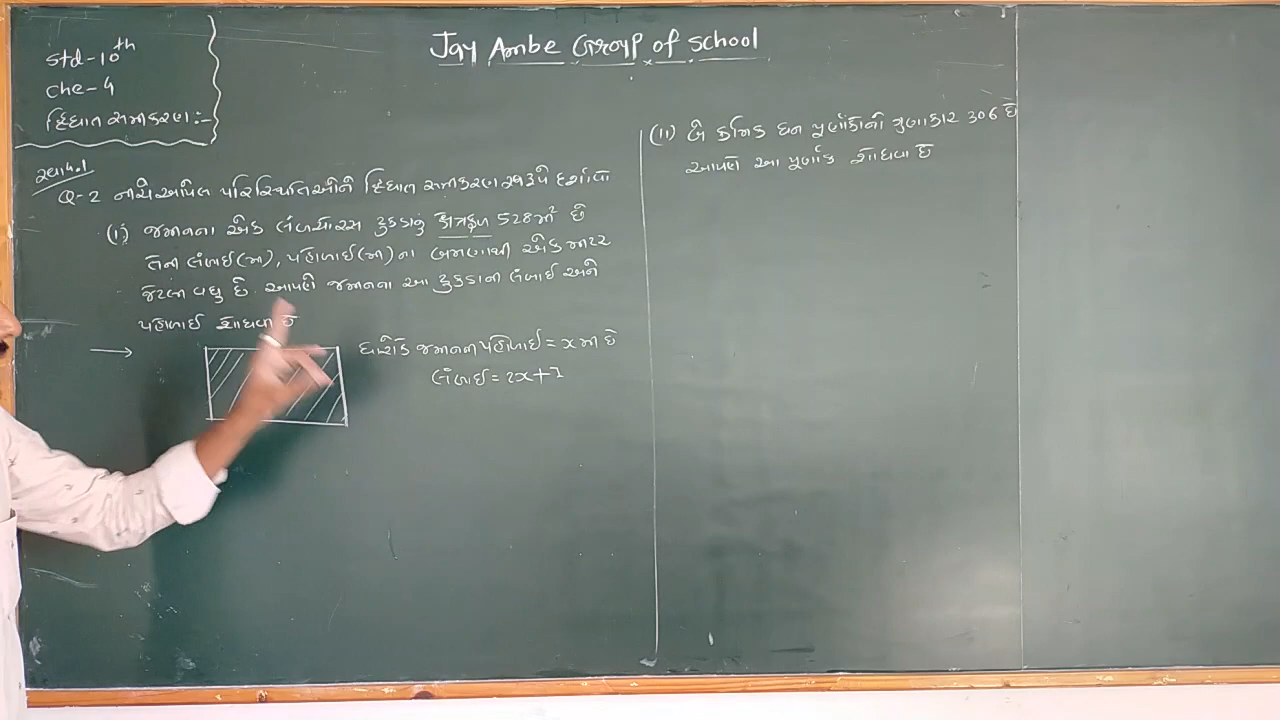 Jay Ambe Group of school
std-10th
che-4
દ્વિઘાત સમીકરણ :-
સ્વા 4.1
Q-2 નીચે આપેલ પરિસ્થિતિઓને દ્વિઘાત સમીકરણ સ્વરૂપે દર્શાવો
(i) જમીનના એક લંબચોરસ ટુકડાનું ક્ષેત્રફળ 528મી² છે
તેની લંબાઈ(મી), પહોળાઈ(મી) ના બમણાથી એક મીટર
જેટલી વધુ છે. આપણે જમીનના આ ટુકડાની લંબાઈ અને
પહોળાઈ શોધવી છે
ધારોકે જમીનની પહોળાઈ = x મી છે
લંબાઈ = 2x+1
(ii) બે ક્રમિક ધન પૂર્ણાંકોનો ગુણાકાર 306 છે
આપણે આ પૂર્ણાંક શોધવા છે